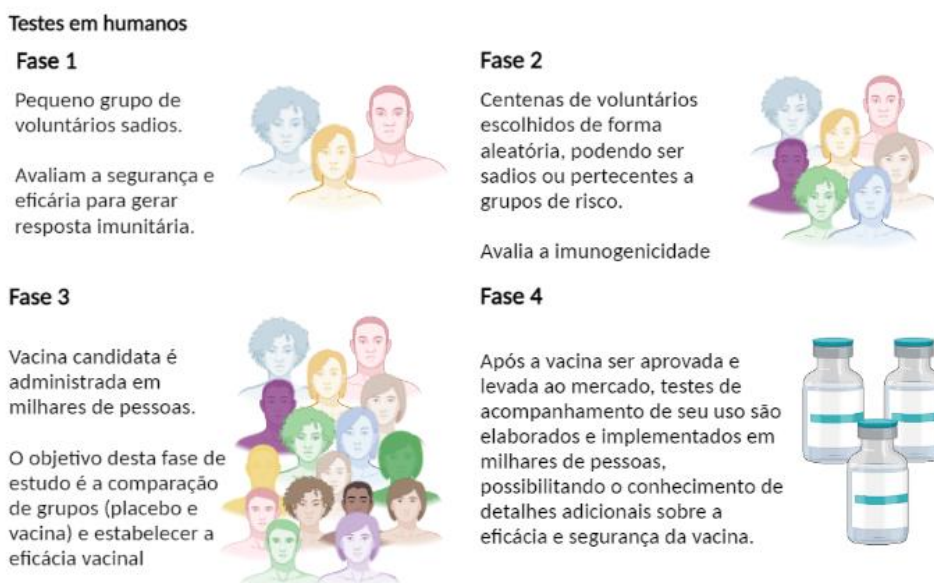 Testes em humanos
Fase 1
Pequeno grupo de
voluntários sadios.
Avaliam a segurança e
eficária para gerar
resposta imunitária.
Fase 2
Centenas de voluntários
escolhidos de forma
aleatória, podendo ser
sadios ou pertecentes a
grupos de risco.
Avalia a imunogenicidade
Fase 3
Vacina candidata é
administrada em
milhares de pessoas.
O objetivo desta fase de
estudo é a comparação
de grupos (placebo e
vacina) e estabelecer a
eficácia vacinal
Fase 4
Após a vacina ser aprovada e
levada ao mercado, testes de
acompanhamento de seu uso são
elaborados e implementados em
milhares de pessoas,
possibilitando o conhecimento de
detalhes adicionais sobre a
eficácia e segurança da vacina.